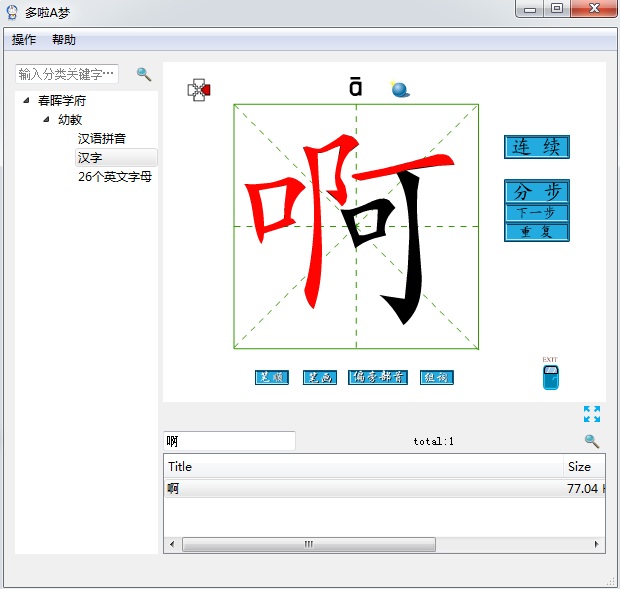 多啦A梦
操作 帮助
输入分类关键字…
春晖学府
幼教
汉语拼音
汉字
26个英文字母
ā
啊
连 续
分 步
下一步
重 复
笔顺 笔画 偏旁部首 组词
EXIT
啊
total:1
Title Size
啊 77.04